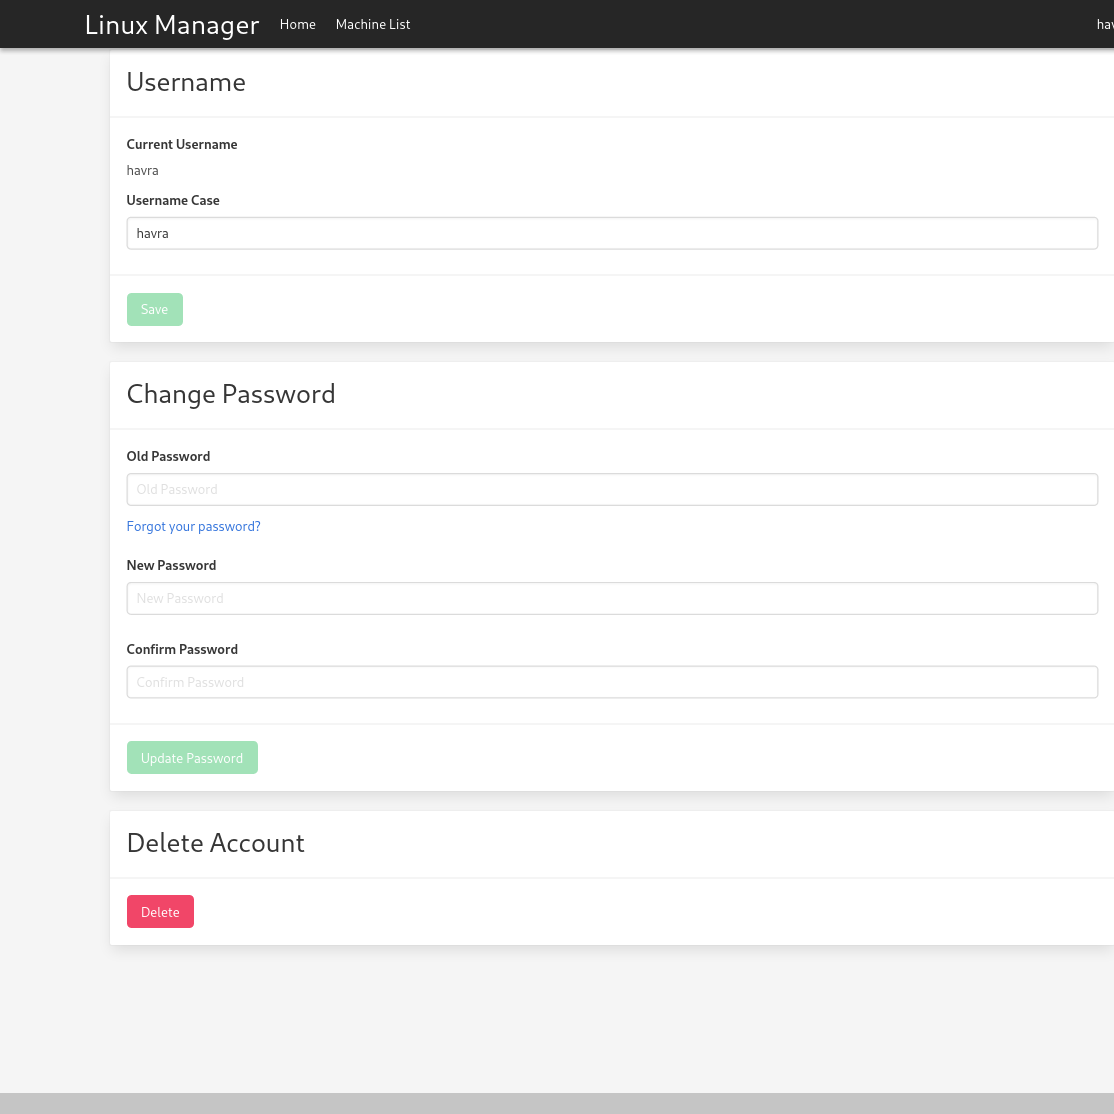 Linux Manager Home Machine List
Username
Current Username
havra
Username Case
havra
Save
Change Password
Old Password
Old Password
Forgot your password?
New Password
New Password
Confirm Password
Confirm Password
Update Password
Delete Account
Delete